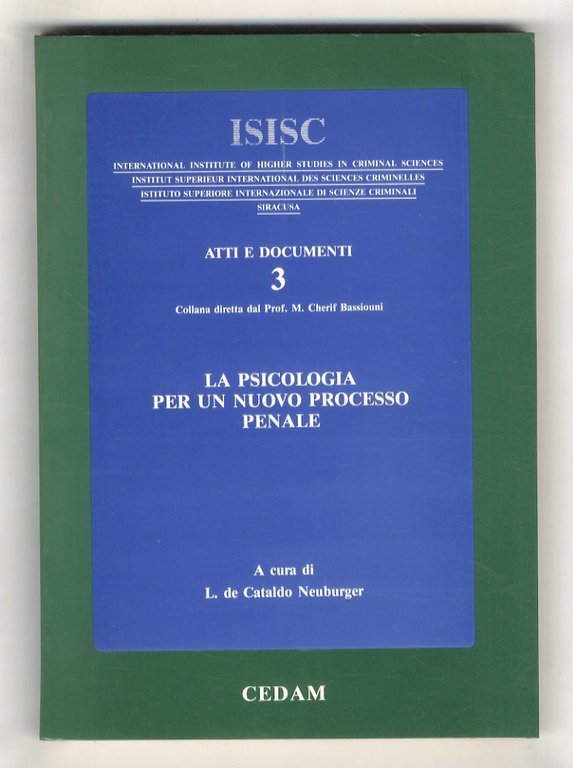 ISISC
INTERNATIONAL INSTITUTE OF HIGHER STUDIES IN CRIMINAL SCIENCES
INSTITUT SUPERIEUR INTERNATIONAL DES SCIENCES CRIMINELLES
ISTITUTO SUPERIORE INTERNAZIONALE DI SCIENZE CRIMINALI
SIRACUSA
ATTI E DOCUMENTI
3
Collana diretta dal Prof. M. Cherif Bassiouni
LA PSICOLOGIA
PER UN NUOVO PROCESSO
PENALE
A cura di
L. de Cataldo Neuburger
CEDAM